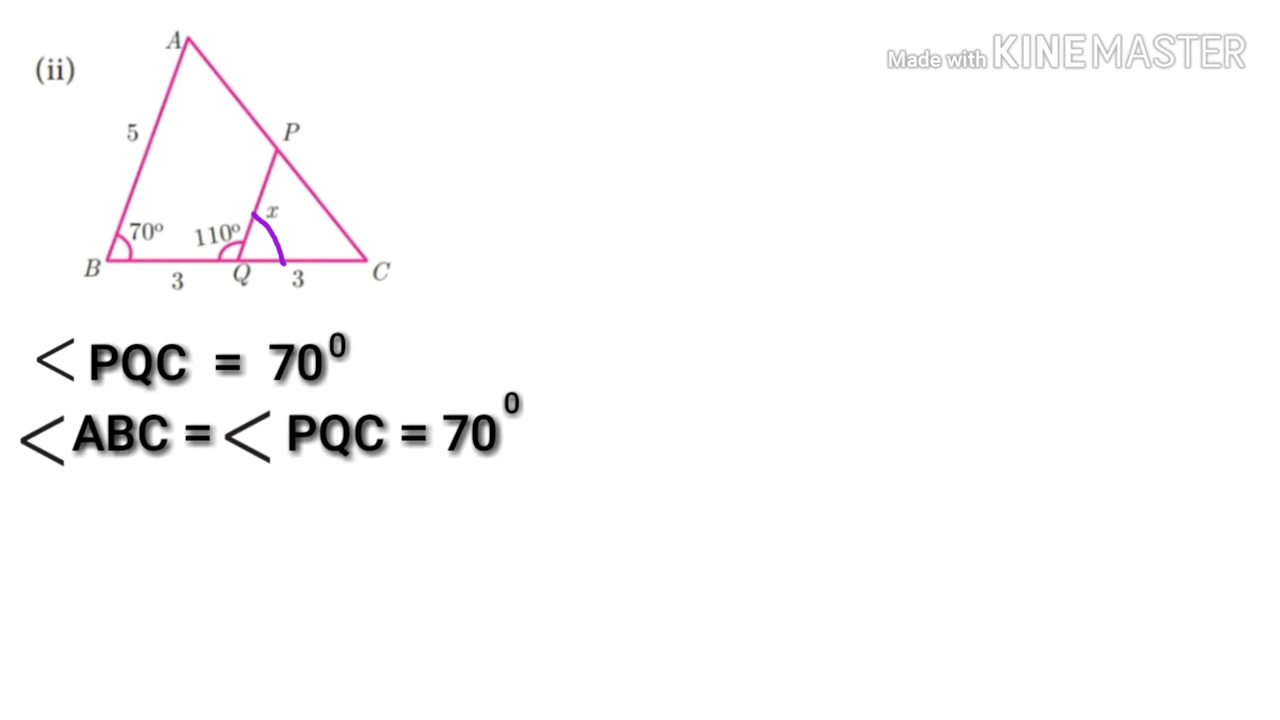 Made with KINEMASTER
(ii)
A
5
P
70°
110°
x
B
3
Q
3
C
< PQC = 70⁰
< ABC = < PQC = 70⁰